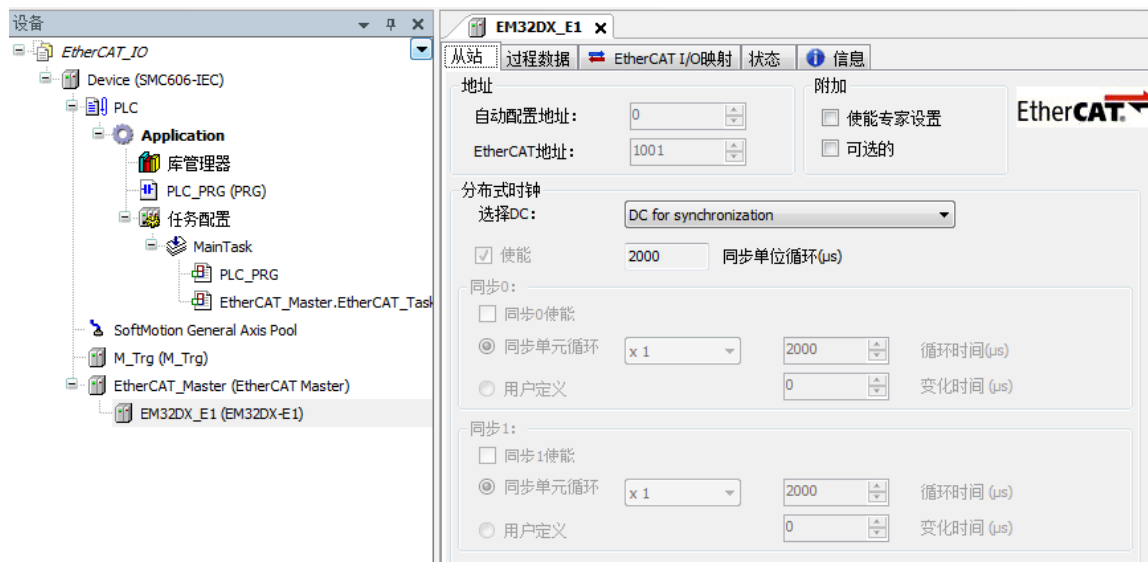 设备
EtherCAT_IO
Device (SMC606-IEC)
PLC
Application
库管理器
PLC_PRG (PRG)
任务配置
MainTask
PLC_PRG
EtherCAT_Master.EtherCAT_Task
SoftMotion General Axis Pool
M_Trg (M_Trg)
EtherCAT_Master (EtherCAT Master)
EM32DX_E1 (EM32DX-E1)
EM32DX_E1
从站 过程数据 EtherCAT I/O映射 状态 信息
地址 附加
自动配置地址: 0 使能专家设置 EtherCAT.
EtherCAT地址: 1001 可选的
分布式时钟
选择DC: DC for synchronization
使能 2000 同步单位循环(μs)
同步0:
同步0使能
同步单元循环 x 1 2000 循环时间(μs)
用户定义 0 变化时间 (μs)
同步1:
同步1使能
同步单元循环 x 1 2000 循环时间 (μs)
用户定义 0 变化时间 (μs)